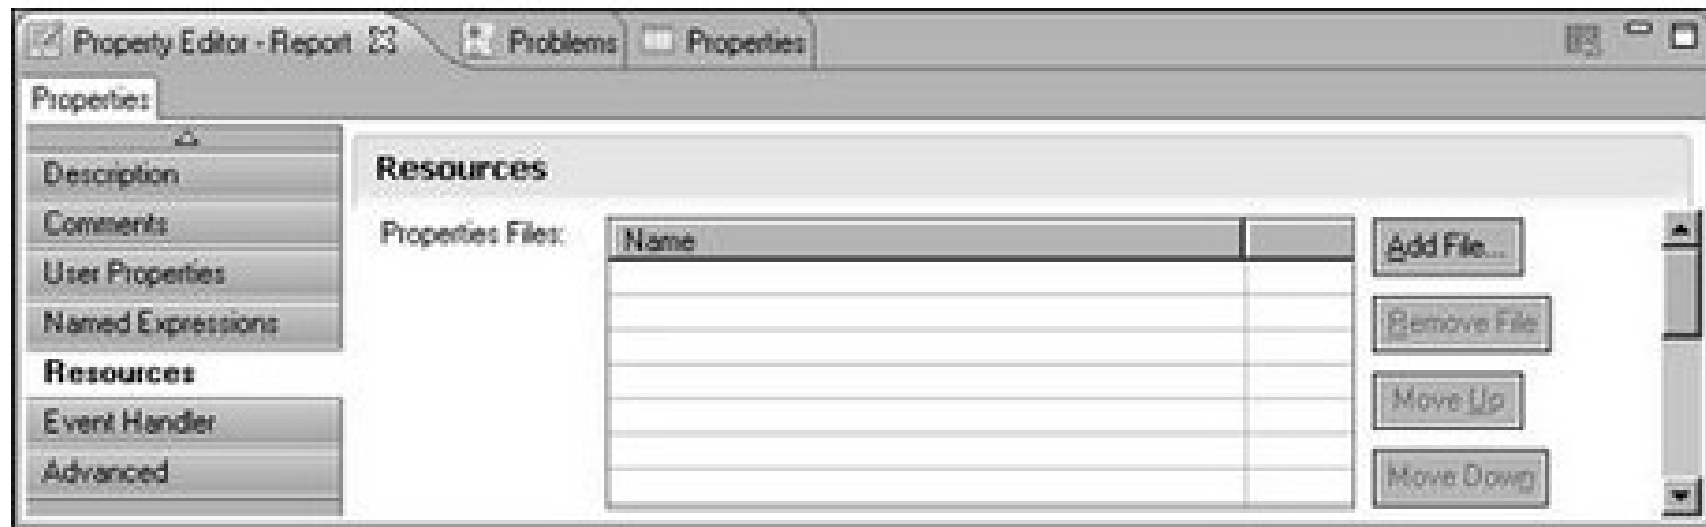 Property Editor - Report
Problems
Properties
Properties
Description
Comments
User Properties
Named Expressions
Resources
Event Handler
Advanced
Resources
Properties Files:
Name
Add File...
Remove File
Move Up
Move Down